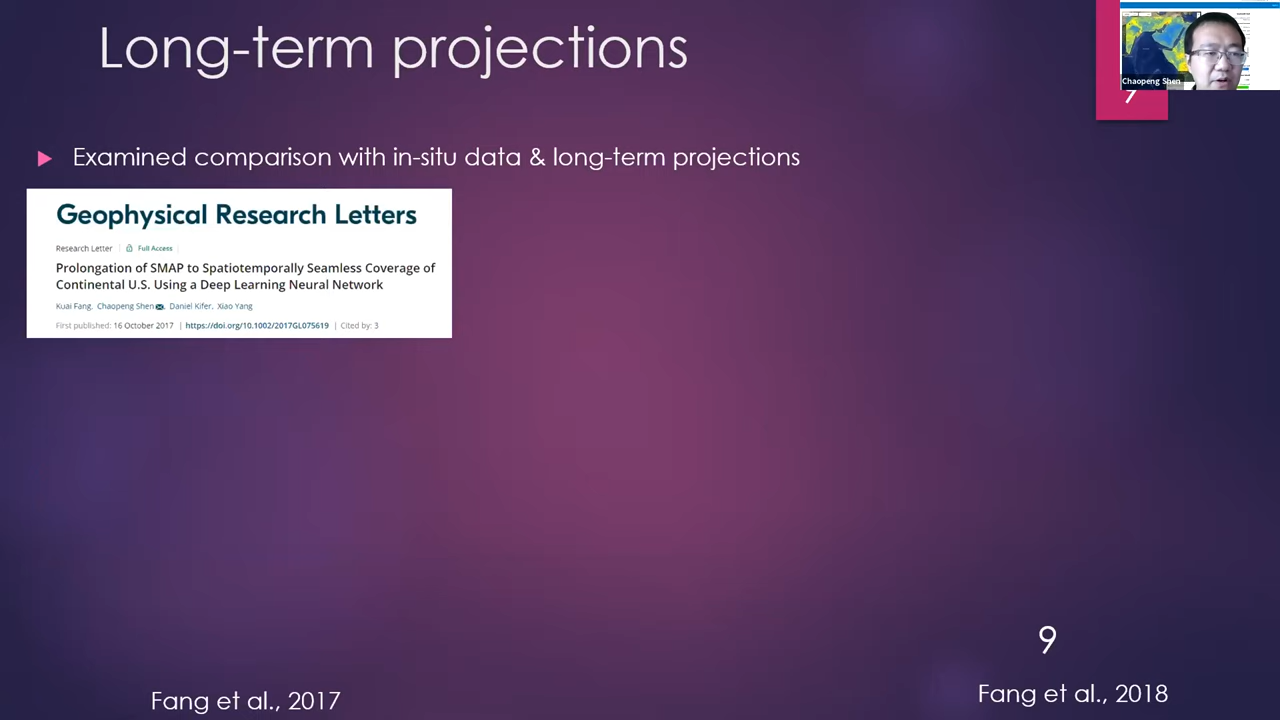 Long-term projections
Chaopeng Shen
Examined comparison with in-situ data & long-term projections
Geophysical Research Letters
Research Letter | Full Access |
Prolongation of SMAP to Spatiotemporally Seamless Coverage of
Continental U.S. Using a Deep Learning Neural Network
Kuai Fang, Chaopeng Shen, Daniel Kifer, Xiao Yang
First published: 16 October 2017 | https://doi.org/10.1002/2017GL075619 | Cited by: 3
9
Fang et al., 2017
Fang et al., 2018